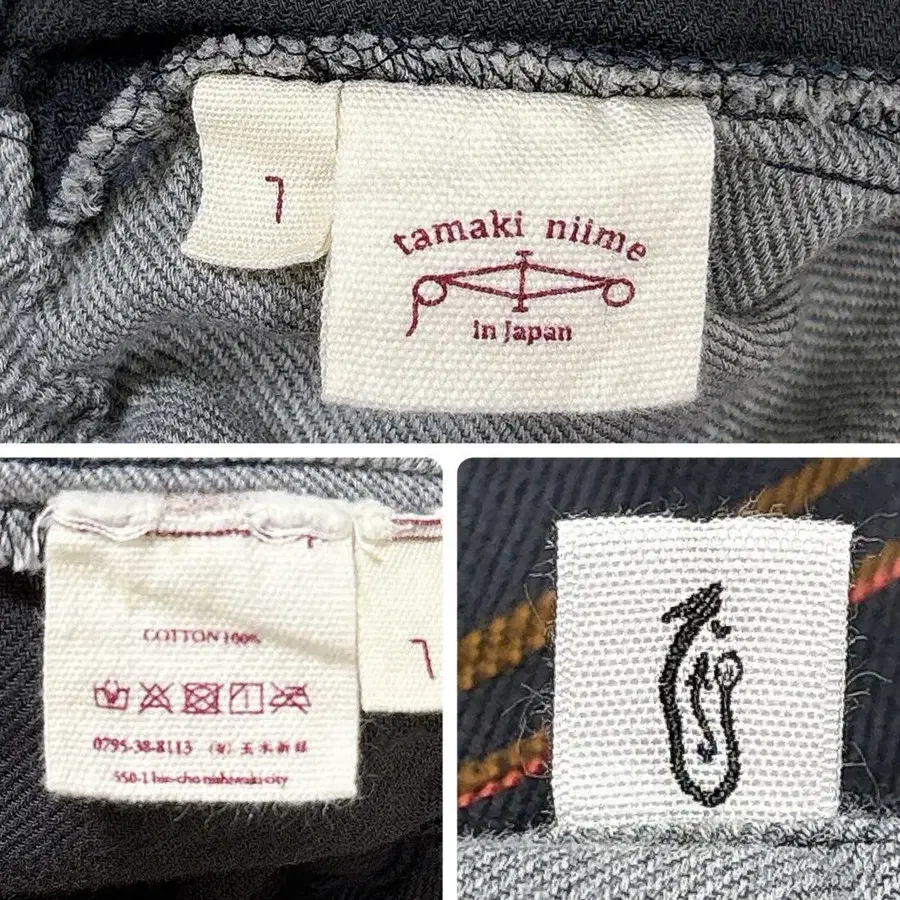 7
tamaki niime
in Japan
COTTON 100%
0795-38-8113 (有) 玉木新雌
550-1 hie-cho nishiwaki-city
7